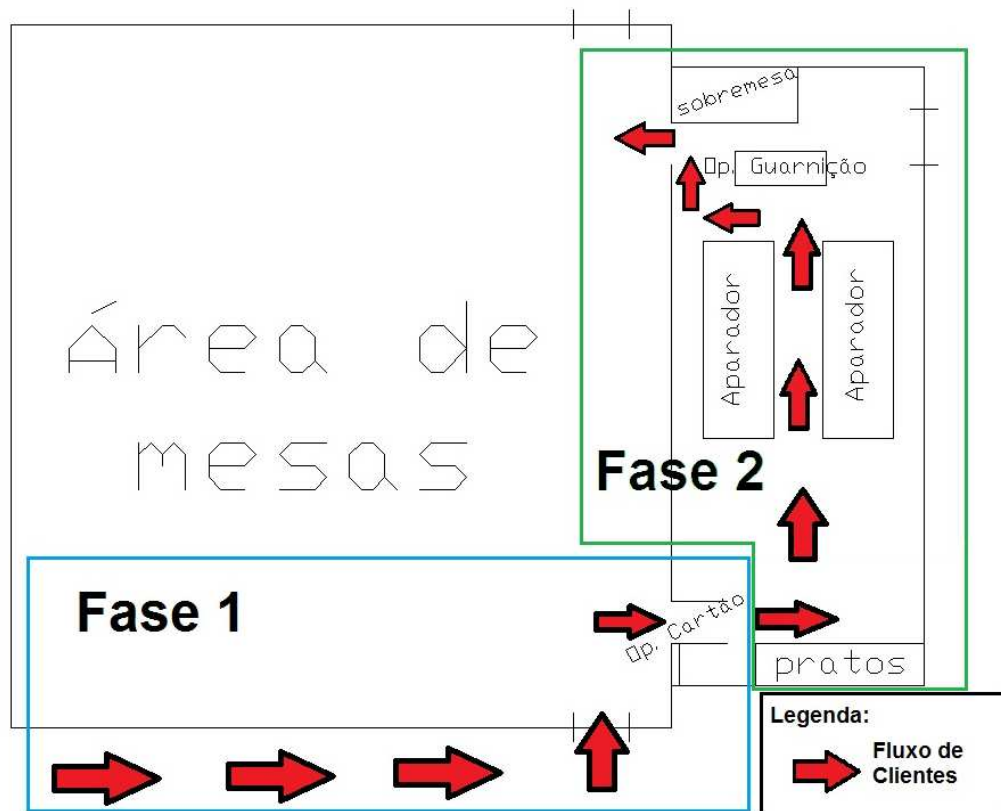 sobremesa
Op. Guarnição
Aparador
Aparador
Área de
mesas
Fase 2
Fase 1
Op. Cartão
pratos
Legenda:
Fluxo de
Clientes